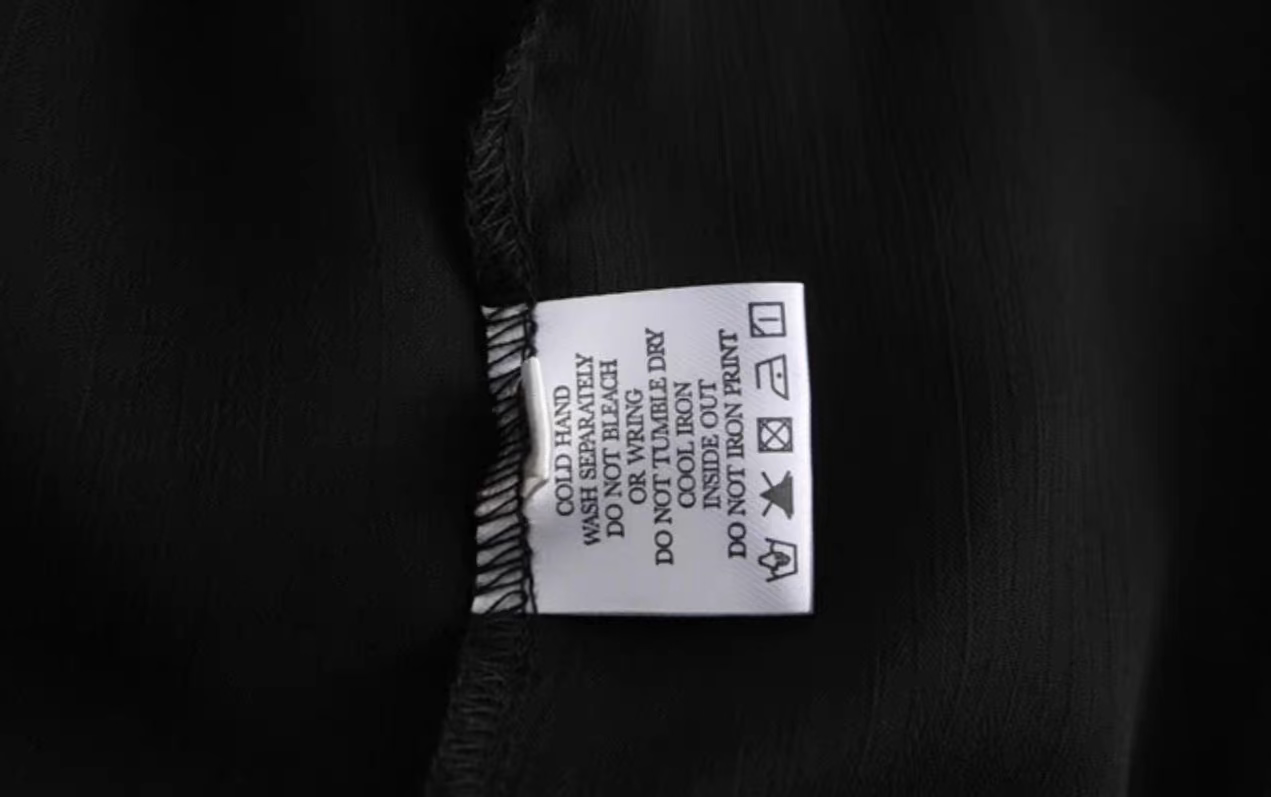 COLD HAND
WASH SEPARATELY
DO NOT BLEACH
OR WRING
DO NOT TUMBLE DRY
COOL IRON
INSIDE OUT
DO NOT IRON PRINT